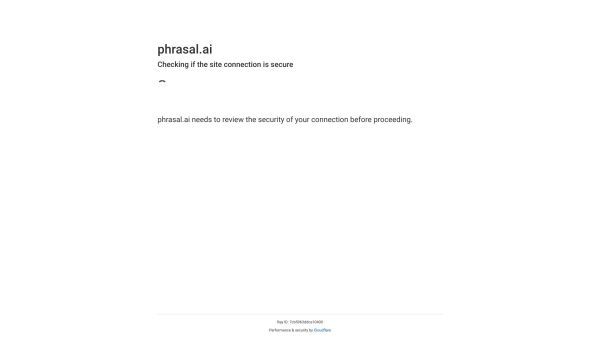 phrasal.ai
Checking if the site connection is secure
phrasal.ai needs to review the security of your connection before proceeding.
Ray ID:
Performance & security by Cloudflare